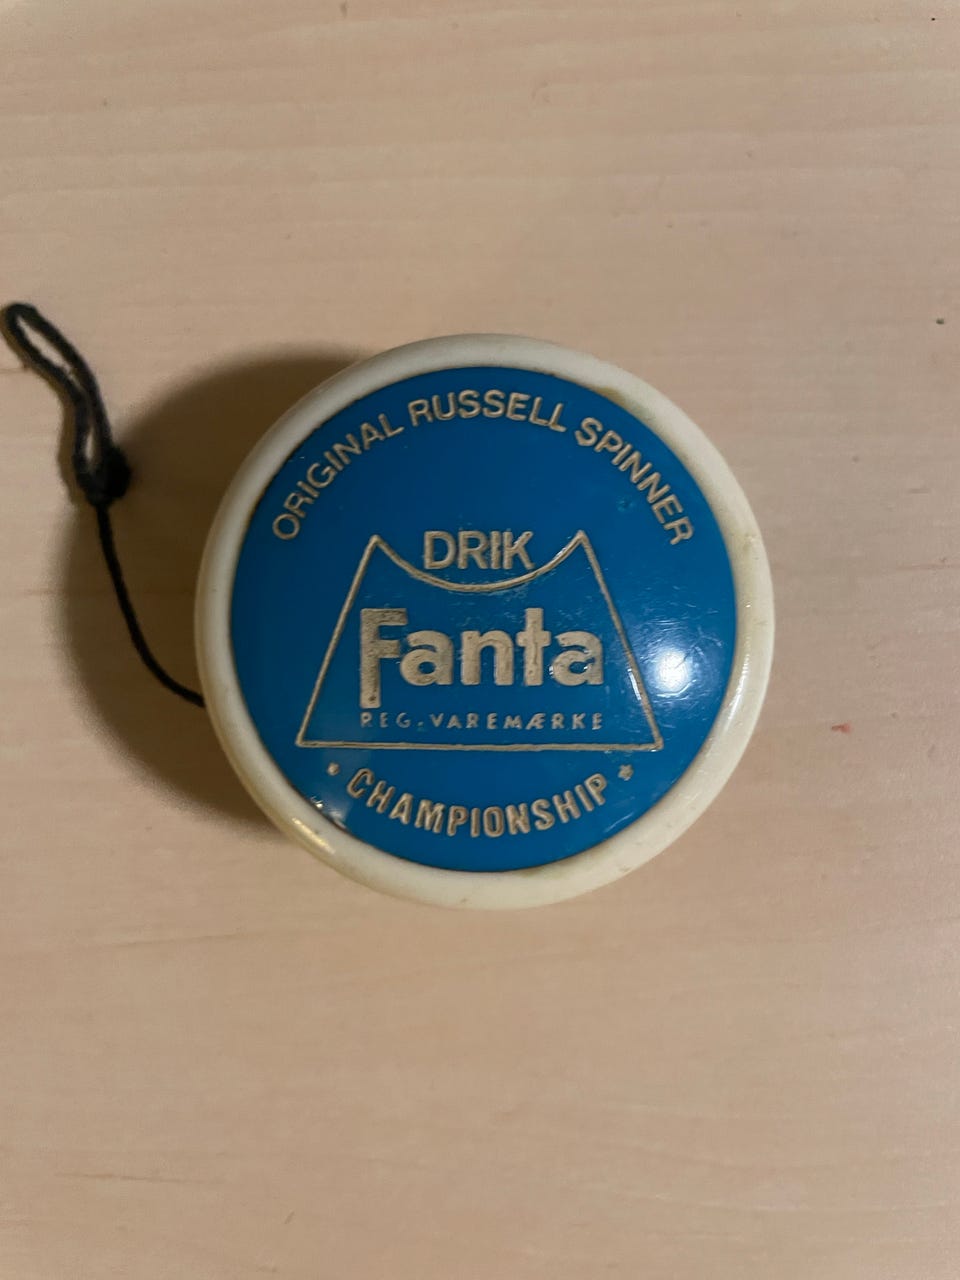 ORIGINAL RUSSELL SPINNER
DRIK
Fanta
REG. VAREMÆRKE
CHAMPIONSHIP